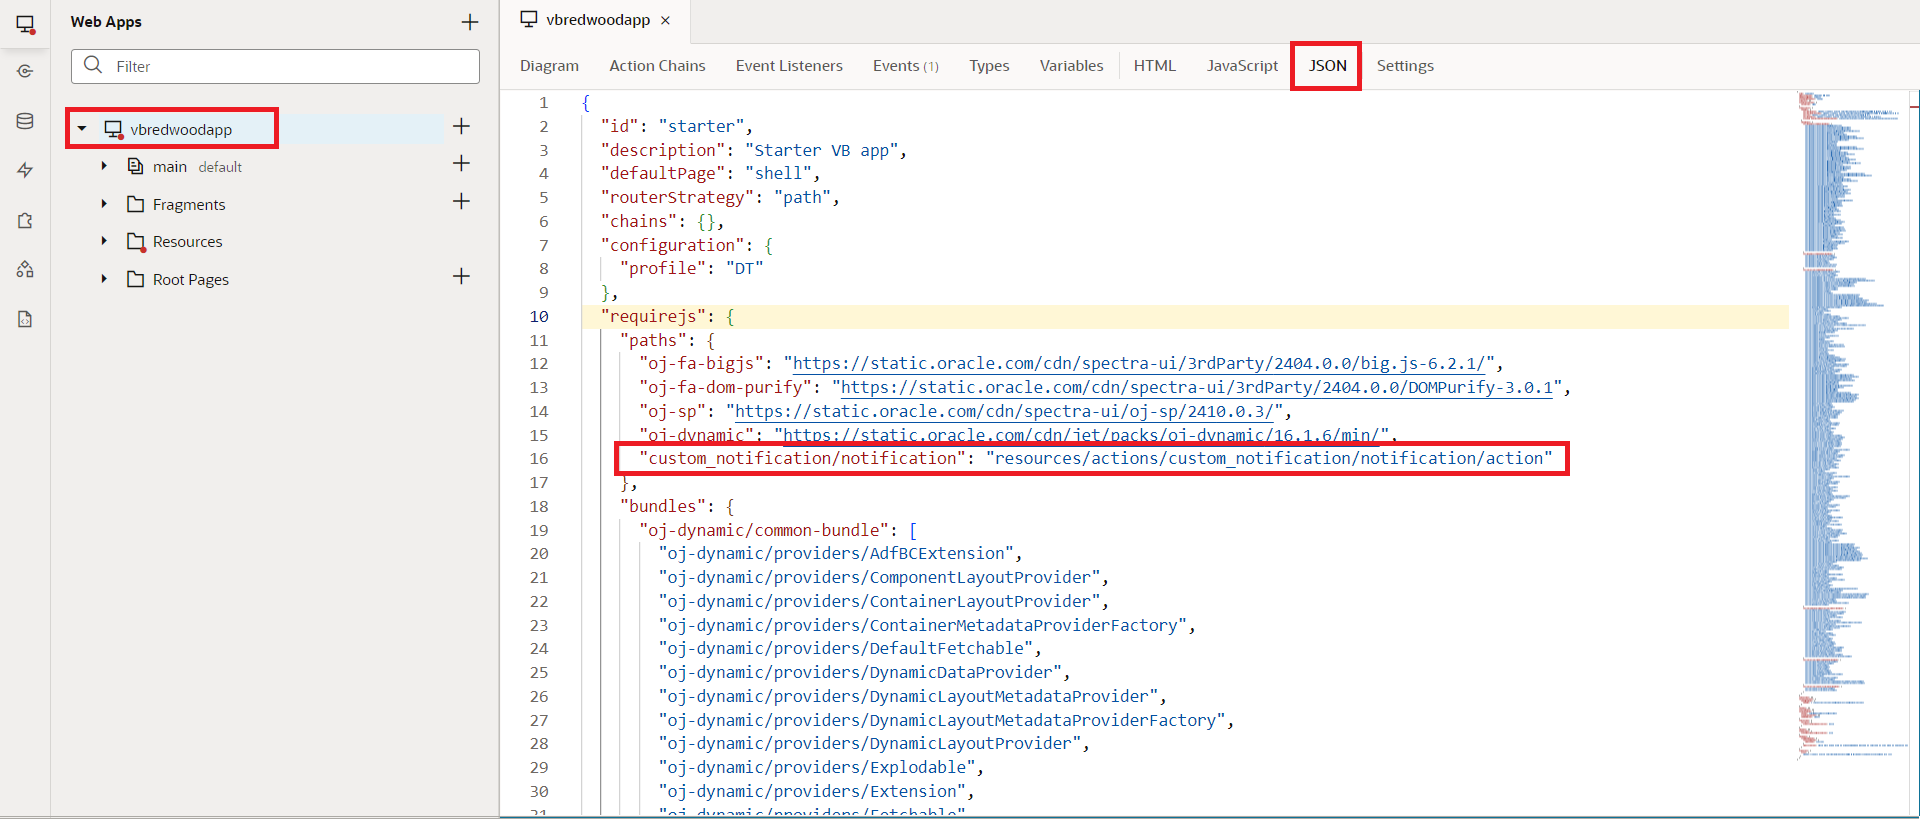 Web Apps
Filter
vbredwoodapp
main default
Fragments
Resources
Root Pages
vbredwoodapp ×
Diagram Action Chains Event Listeners Events (1) Types Variables HTML JavaScript JSON Settings
1 {
2 "id": "starter",
3 "description": "Starter VB app",
4 "defaultPage": "shell",
5 "routerStrategy": "path",
6 "chains": {},
7 "configuration": {
8 "profile": "DT"
9 },
10 "requirejs": {
11 "paths": {
12 "oj-fa-bigjs": "https://static.oracle.com/cdn/spectra-ui/3rdParty/2404.0.0/big.js-6.2.1/",
13 "oj-fa-dom-purify": "https://static.oracle.com/cdn/spectra-ui/3rdParty/2404.0.0/DOMPurify-3.0.1",
14 "oj-sp": "https://static.oracle.com/cdn/spectra-ui/oj-sp/2410.0.3/",
15 "oj-dynamic": "https://static.oracle.com/cdn/jet/packs/oj-dynamic/16.1.6/min/",
16 "custom_notification/notification": "resources/actions/custom_notification/notification/action"
17 },
18 "bundles": {
19 "oj-dynamic/common-bundle": [
20 "oj-dynamic/providers/AdfBCExtension",
21 "oj-dynamic/providers/ComponentLayoutProvider",
22 "oj-dynamic/providers/ContainerLayoutProvider",
23 "oj-dynamic/providers/ContainerMetadataProviderFactory",
24 "oj-dynamic/providers/DefaultFetchable",
25 "oj-dynamic/providers/DynamicDataProvider",
26 "oj-dynamic/providers/DynamicLayoutMetadataProvider",
27 "oj-dynamic/providers/DynamicLayoutMetadataProviderFactory",
28 "oj-dynamic/providers/DynamicLayoutProvider",
29 "oj-dynamic/providers/Explodable",
30 "oj-dynamic/providers/Extension",
31 "oj-dynamic/providers/Fetchable",